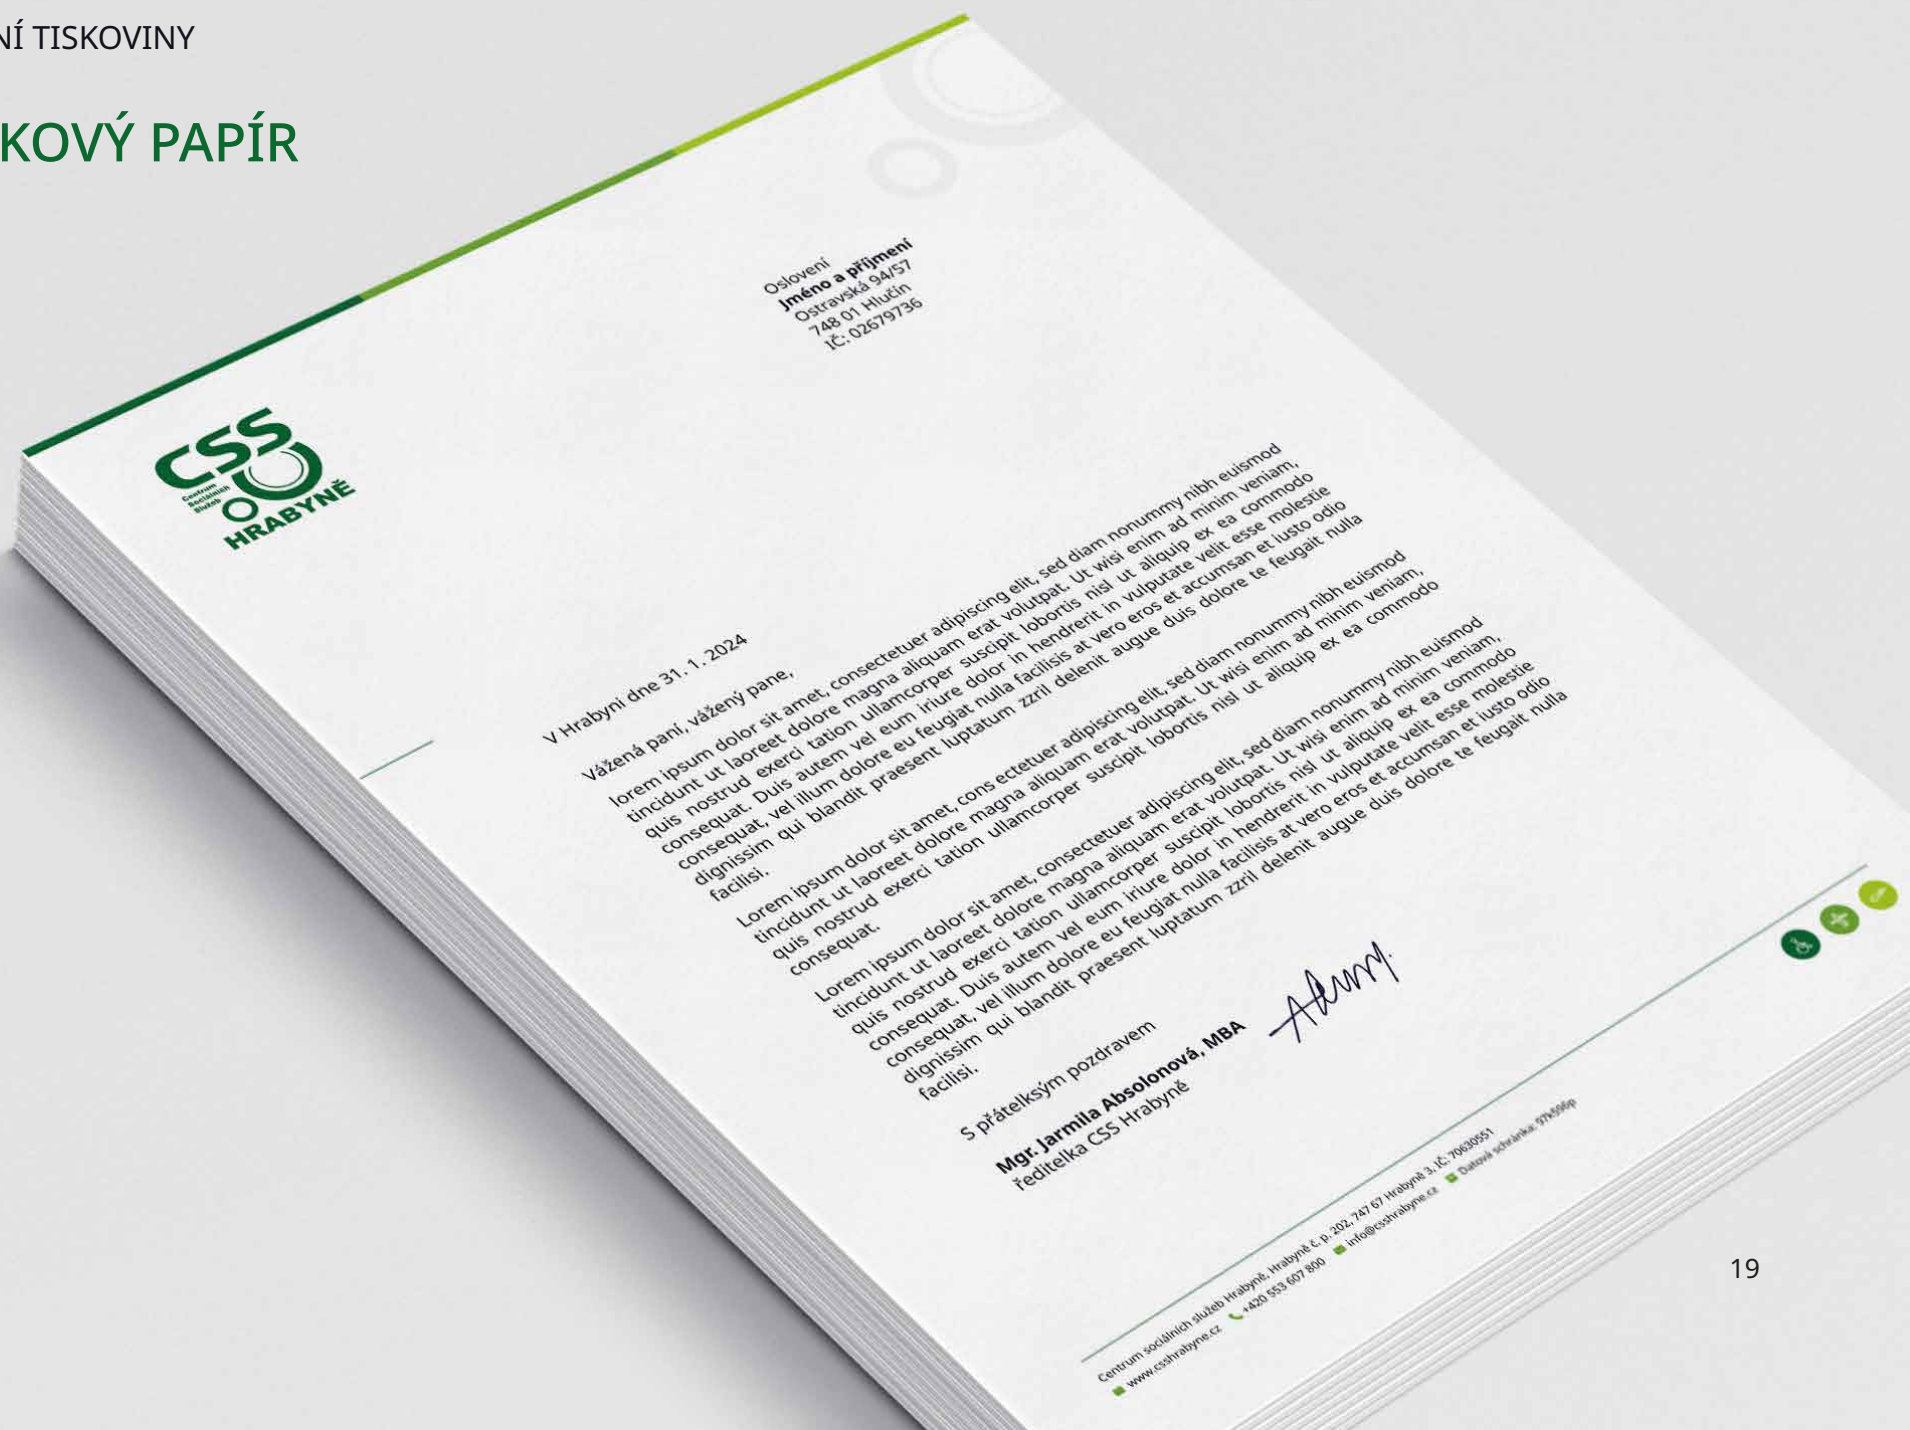 NÍ TISKOVINY
KOVÝ PAPÍR
Oslovení
Jméno a příjmení
Ostravská 94/57
748 01 Hlučín
IČ: 02679736
CSS
Centrum
Sociálních
Služeb
HRABYNĚ
V Hrabyni dne 31. 1. 2024
Vážená paní, vážený pane,
lorem ipsum dolor sit amet, consectetuer adipiscing elit, sed diam nonummy nibh euismod
tincidunt ut laoreet dolore magna aliquam erat volutpat. Ut wisi enim ad minim veniam,
quis nostrud exerci tation ullamcorper suscipit lobortis nisl ut aliquip ex ea commodo
consequat. Duis autem vel eum iriure dolor in hendrerit in vulputate velit esse molestie
consequat, vel illum dolore eu feugiat nulla facilisis at vero eros et accumsan et iusto odio
dignissim qui blandit praesent luptatum zzril delenit augue duis dolore te feugait nulla
facilisi.
Lorem ipsum dolor sit amet, cons ectetuer adipiscing elit, sed diam nonummy nibh euismod
tincidunt ut laoreet dolore magna aliquam erat volutpat. Ut wisi enim ad minim veniam,
quis nostrud exerci tation ullamcorper suscipit lobortis nisl ut aliquip ex ea commodo
consequat.
Lorem ipsum dolor sit amet, consectetuer adipiscing elit, sed diam nonummy nibh euismod
tincidunt ut laoreet dolore magna aliquam erat volutpat. Ut wisi enim ad minim veniam,
quis nostrud exerci tation ullamcorper suscipit lobortis nisl ut aliquip ex ea commodo
consequat. Duis autem vel eum iriure dolor in hendrerit in vulputate velit esse molestie
consequat, vel illum dolore eu feugiat nulla facilisis at vero eros et accumsan et iusto odio
dignissim qui blandit praesent luptatum zzril delenit augue duis dolore te feugait nulla
facilisi.
S přátelksým pozdravem
Mgr. Jarmila Absolonová, MBA
ředitelka CSS Hrabyně
Centrum sociálních služeb Hrabyně, Hrabyně č. p. 202, 747 67 Hrabyně 3, IČ: 70630551
www.csshrabyne.cz +420 553 607 800 info@csshrabyne.cz Datová schránka: 97k596p
19